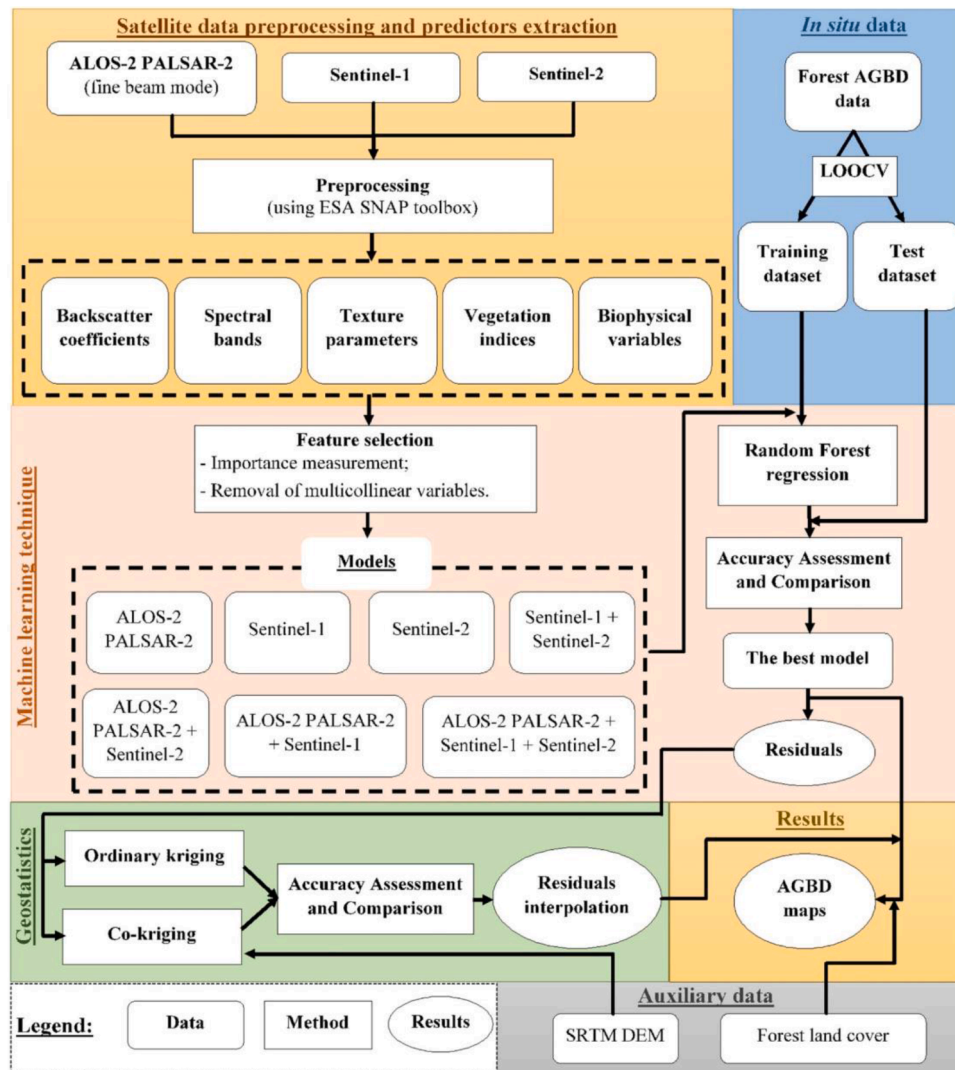 Satellite data preprocessing and predictors extraction
ALOS-2 PALSAR-2
(fine beam mode)
Sentinel-1
Sentinel-2
Preprocessing
(using ESA SNAP toolbox)
Backscatter
coefficients
Spectral
bands
Texture
parameters
Vegetation
indices
Biophysical
variables
In situ data
Forest AGBD
data
LOOCV
Training
dataset
Test
dataset
Machine learning technique
Feature selection
- Importance measurement;
- Removal of multicollinear variables.
Models
ALOS-2
PALSAR-2
Sentinel-1
Sentinel-2
Sentinel-1 +
Sentinel-2
ALOS-2
PALSAR-2 +
Sentinel-2
ALOS-2 PALSAR-2
+ Sentinel-1
ALOS-2 PALSAR-2 +
Sentinel-1 + Sentinel-2
Random Forest
regression
Accuracy Assessment
and Comparison
The best model
Residuals
Geostatistics
Ordinary kriging
Co-kriging
Accuracy Assessment
and Comparison
Residuals
interpolation
Results
AGBD
maps
Legend:
Data
Method
Results
Auxiliary data
SRTM DEM
Forest land cover